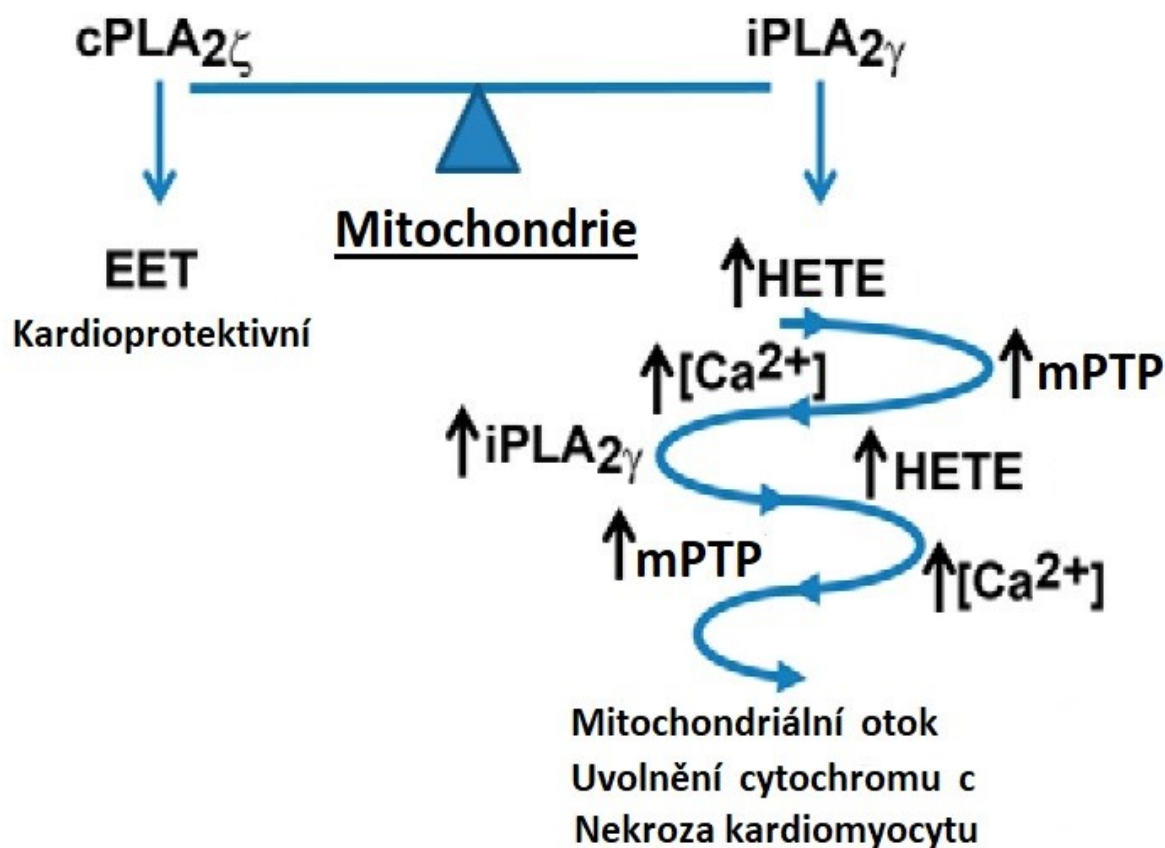 cPLA2ζ
iPLA2γ
Mitochondrie
EET
Kardioprotektivní
↑HETE
↑[Ca2+]
↑mPTP
↑iPLA2γ
↑HETE
↑mPTP
↑[Ca2+]
Mitochondriální otok
Uvolnění cytochromu c
Nekroza kardiomyocytu